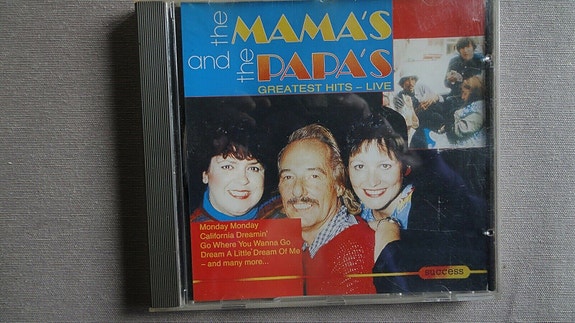 the MAMA'S
and the PAPA'S
GREATEST HITS – LIVE
Monday Monday
California Dreamin'
Go Where You Wanna Go
Dream A Little Dream Of Me
– and many more...
success